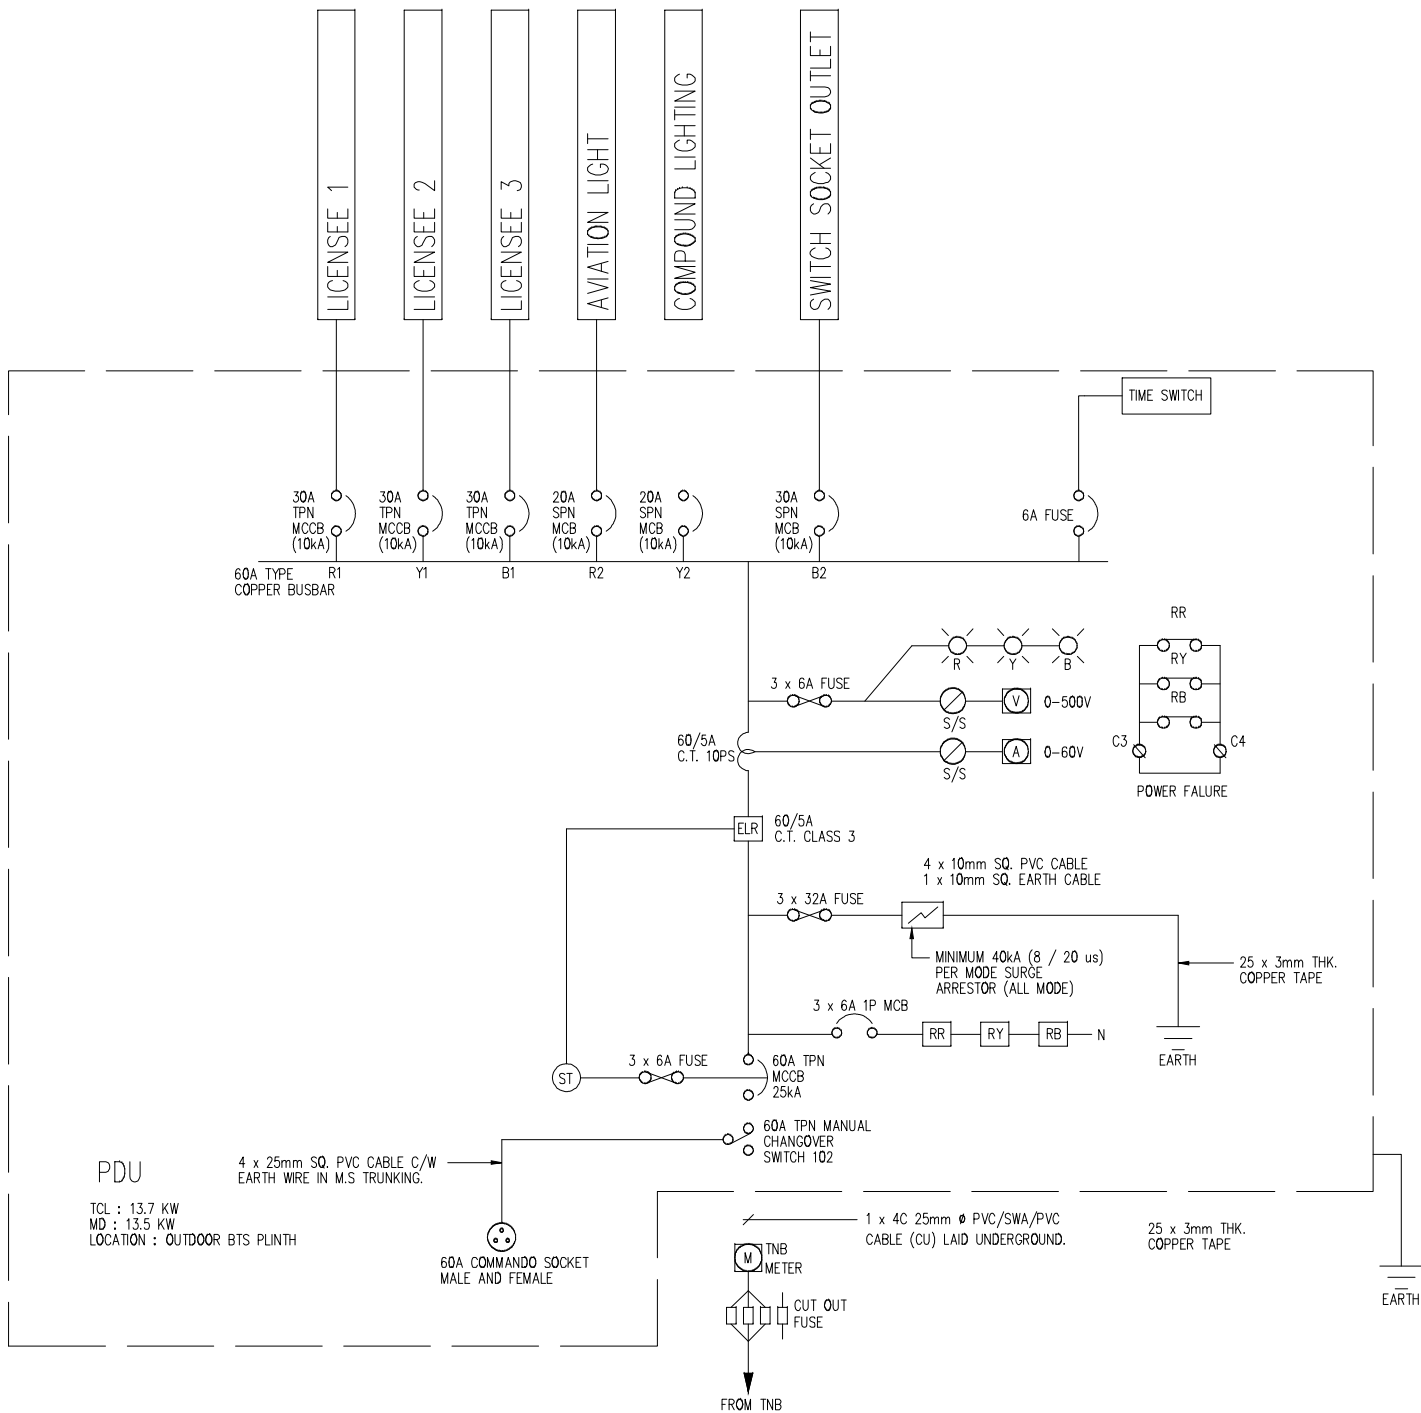 LICENSEE 1
LICENSEE 2
LICENSEE 3
AVIATION LIGHT
COMPOUND LIGHTING
SWITCH SOCKET OUTLET
TIME SWITCH
30A
TPN
MCCB
(10kA)
30A
TPN
MCCB
(10kA)
30A
TPN
MCCB
(10kA)
20A
SPN
MCB
(10kA)
20A
SPN
MCB
(10kA)
30A
SPN
MCB
(10kA)
6A FUSE
60A TYPE
COPPER BUSBAR
R1
Y1
B1
R2
Y2
B2
R
Y
B
3 x 6A FUSE
S/S
V
0-500V
60/5A
C.T. 10PS
S/S
A
0-60V
RR
RY
RB
C3
C4
POWER FALURE
ELR
60/5A
C.T. CLASS 3
4 x 10mm SQ. PVC CABLE
1 x 10mm SQ. EARTH CABLE
3 x 32A FUSE
MINIMUM 40kA (8 / 20 us)
PER MODE SURGE
ARRESTOR (ALL MODE)
25 x 3mm THK.
COPPER TAPE
EARTH
3 x 6A 1P MCB
RR
RY
RB
N
ST
3 x 6A FUSE
60A TPN
MCCB
25kA
60A TPN MANUAL
CHANGOVER
SWITCH 102
4 x 25mm SQ. PVC CABLE C/W
EARTH WIRE IN M.S TRUNKING.
PDU
TCL : 13.7 KW
MD : 13.5 KW
LOCATION : OUTDOOR BTS PLINTH
60A COMMANDO SOCKET
MALE AND FEMALE
1 x 4C 25mm ø PVC/SWA/PVC
CABLE (CU) LAID UNDERGROUND.
25 x 3mm THK.
COPPER TAPE
EARTH
M
TNB
METER
CUT OUT
FUSE
FROM TNB